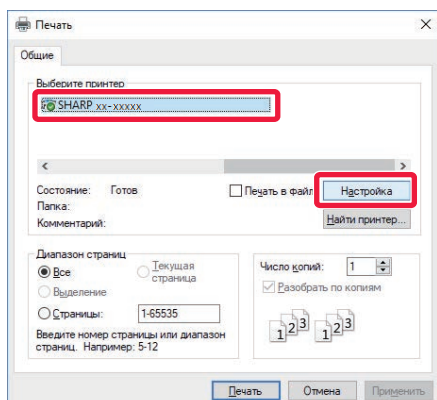 Печать
Общие
Выберите принтер
SHARP xx-xxxxx
Состояние: Готов
Папка:
Комментарий:
Печать в файл
Настройка
Найти принтер...
Диапазон страниц
Все
Текущая страница
Выделение
Страницы: 1-65535
Введите номер страницы или диапазон
страниц. Например: 5-12
Число копий: 1
Разобрать по копиям
1 2 3 1 2 3
Печать Отмена Применить